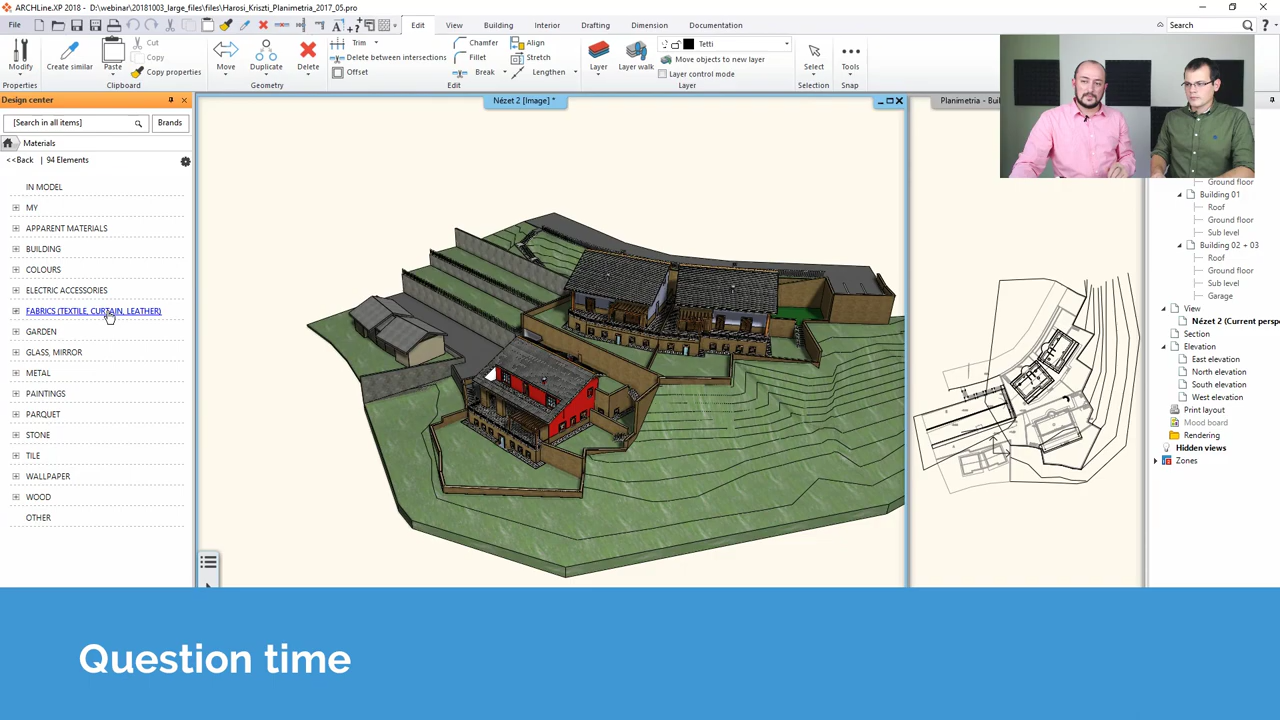 ARCHLine.XP 2018 - D:\webinar\20181003_large_files\files\Harosi_Kriszti_Planimetria_2017_05.pro
File
Edit
View
Building
Interior
Drafting
Dimension
Documentation
Search
Modify
Properties
Create similar
Paste
Cut
Copy
Copy properties
Clipboard
Move
Duplicate
Delete
Geometry
Trim
Delete between intersections
Offset
Chamfer
Fillet
Break
Align
Stretch
Lengthen
Edit
Layer
Layer walk
Tetti
Move objects to new layer
Layer control mode
Layer
Select
Selection
Tools
Snap
Design center
[Search in all items]
Brands
Materials
<<Back | 94 Elements
IN MODEL
MY
APPARENT MATERIALS
BUILDING
COLOURS
ELECTRIC ACCESSORIES
FABRICS (TEXTILE, CURTAIN, LEATHER)
GARDEN
GLASS, MIRROR
METAL
PAINTINGS
PARQUET
STONE
TILE
WALLPAPER
WOOD
OTHER
Nézet 2 [Image] *
Planimetria - Bui
Ground floor
Building 01
Roof
Ground floor
Sub level
Building 02 + 03
Roof
Ground floor
Sub level
Garage
View
Nézet 2 (Current persp
Section
Elevation
East elevation
North elevation
South elevation
West elevation
Print layout
Mood board
Rendering
Hidden views
Zones
Question time